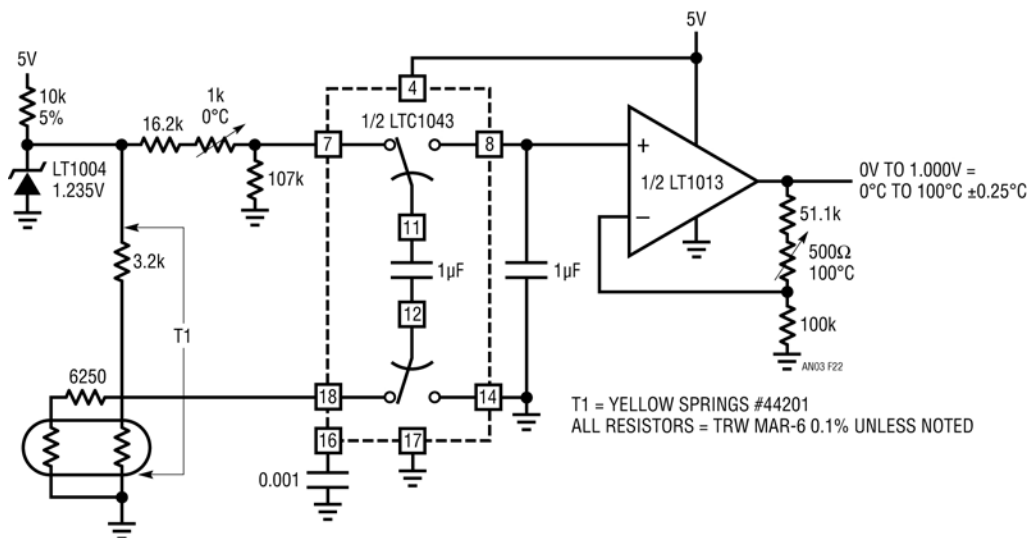 5V
10k
5%
LT1004
1.235V
16.2k
1k
0°C
107k
3.2k
T1
6250
5V
4
1/2 LTC1043
7
8
11
1µF
12
1µF
18
14
16
17
0.001
+
1/2 LT1013
–
0V TO 1.000V =
0°C TO 100°C ±0.25°C
51.1k
500Ω
100°C
100k
AN03 F22
T1 = YELLOW SPRINGS #44201
ALL RESISTORS = TRW MAR-6 0.1% UNLESS NOTED